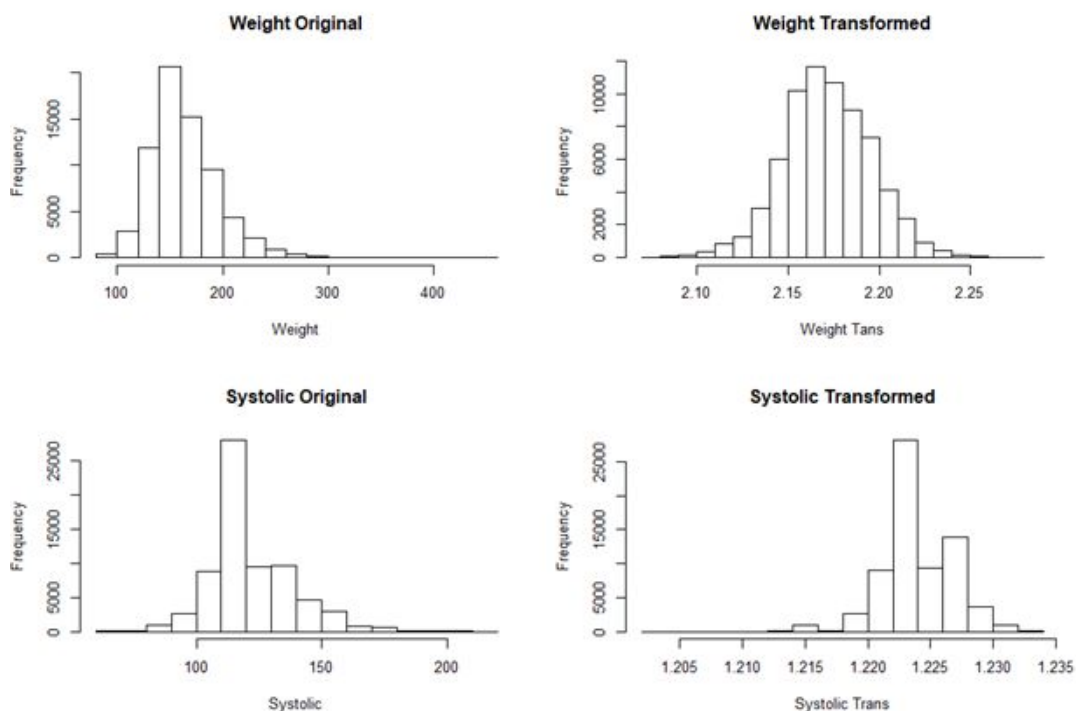 Weight Original
Frequency
0
5000
15000
100
200
300
400
Weight
Weight Transformed
Frequency
0
2000
6000
10000
2.10
2.15
2.20
2.25
Weight Tans
Systolic Original
Frequency
0
5000
15000
25000
100
150
200
Systolic
Systolic Transformed
Frequency
0
5000
15000
25000
1.205
1.210
1.215
1.220
1.225
1.230
1.235
Systolic Trans